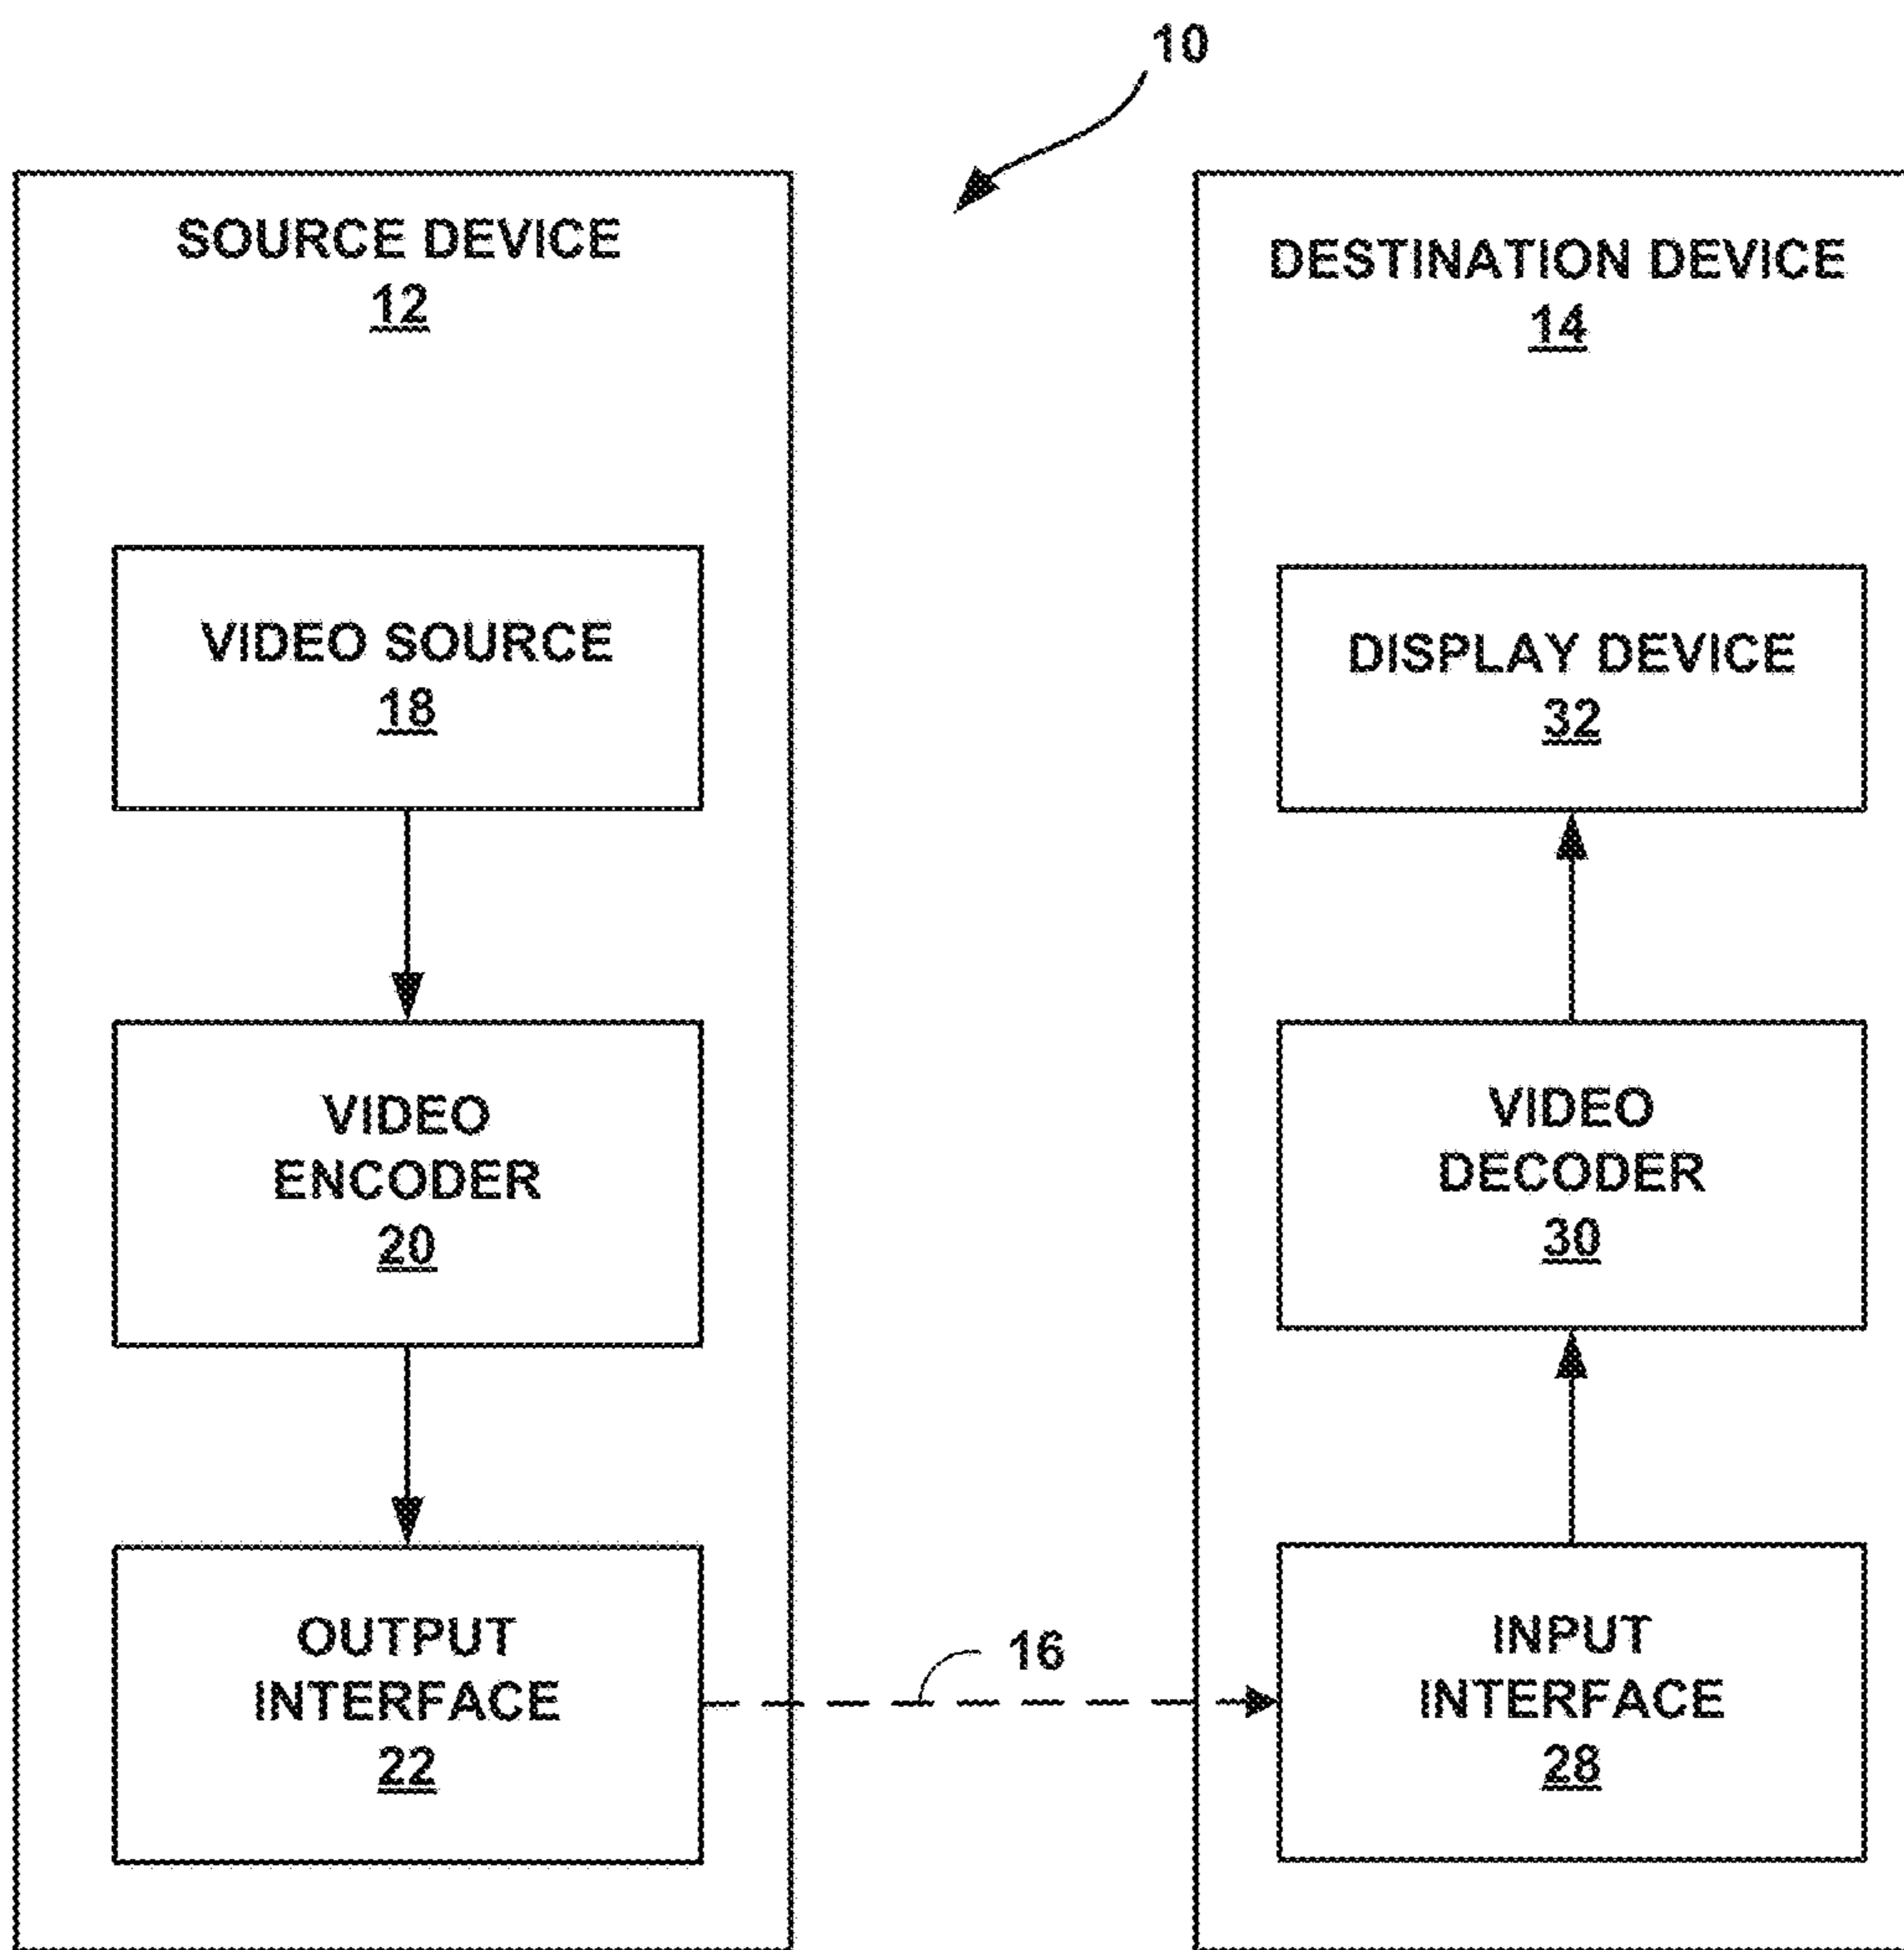 10
SOURCE DEVICE
12
VIDEO SOURCE
18
VIDEO
ENCODER
20
OUTPUT
INTERFACE
22
16
DESTINATION DEVICE
14
DISPLAY DEVICE
32
VIDEO
DECODER
30
INPUT
INTERFACE
28